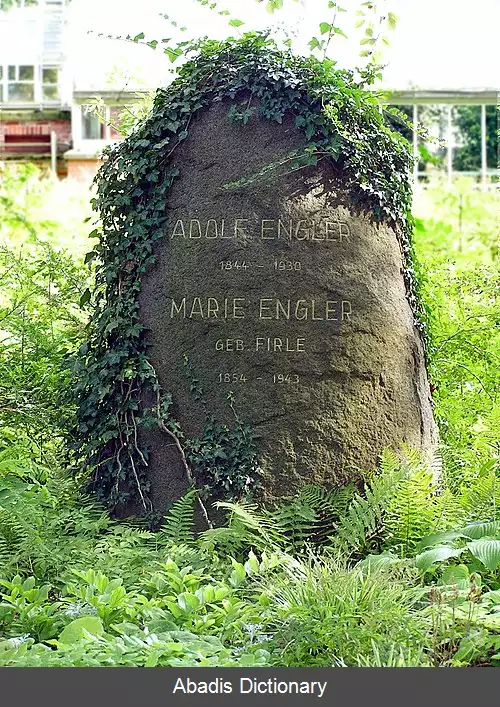 ADOLF ENGLER
1844 - 1930
MARIE ENGLER
GEB. FIRLE
1854 - 1943
Abadis Dictionary